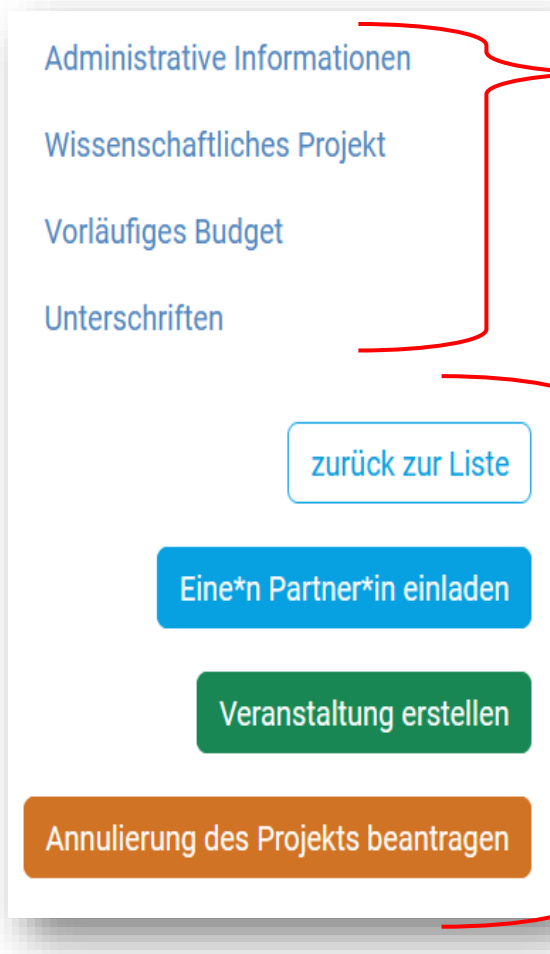 Administrative Informationen
Wissenschaftliches Projekt
Vorläufiges Budget
Unterschriften
zurück zur Liste
Eine*n Partner*in einladen
Veranstaltung erstellen
Annulierung des Projekts beantragen